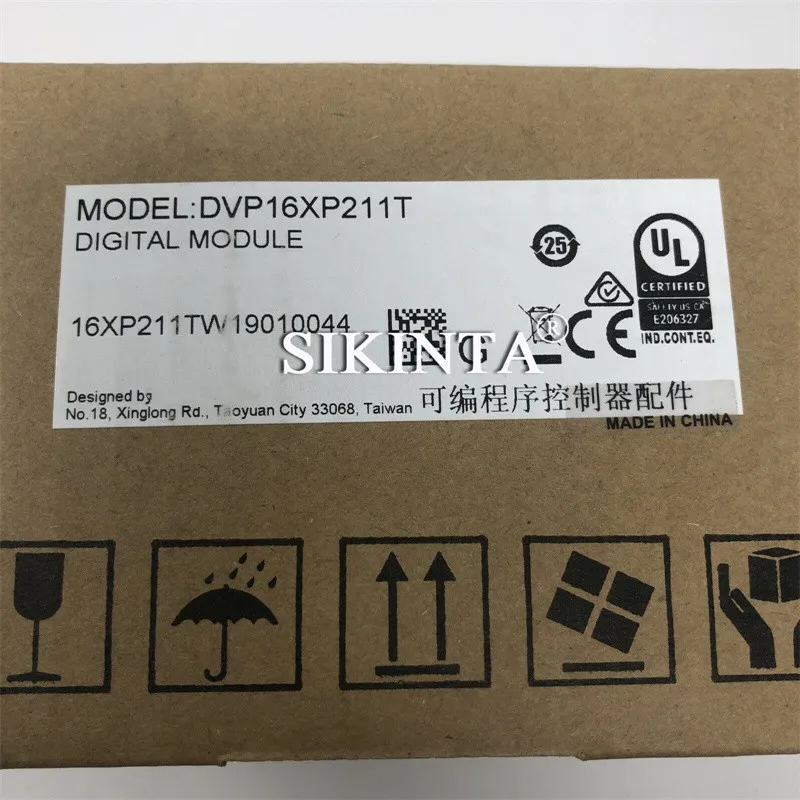 MODEL:DVP16XP211T
DIGITAL MODULE
25
UL
CERTIFIED
SAFETY US CA
E206327
IND.CONT.EQ.
16XP211TW19010044
SIKINTA®
G
CE
Designed by
No.18, Xinglong Rd., Taoyuan City 33068, Taiwan
可编程序控制器配件
MADE IN CHINA